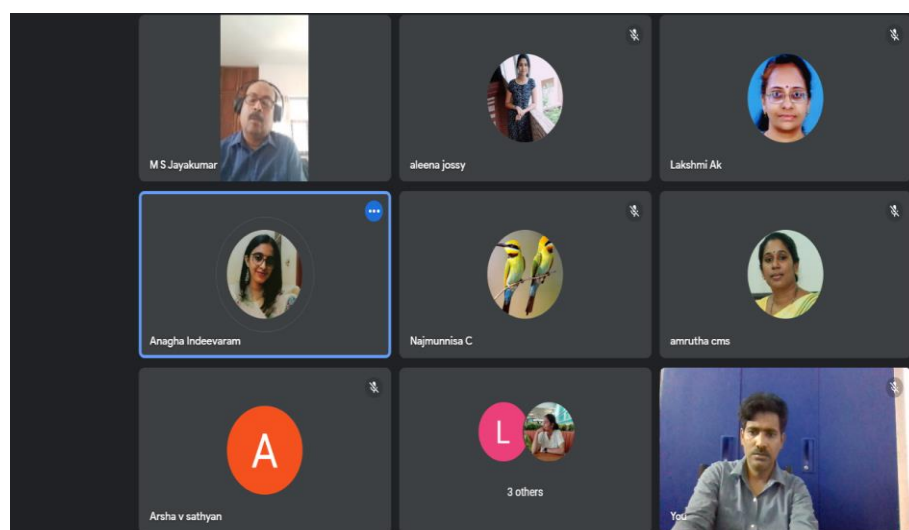 M S Jayakumar
aleena jossy
Lakshmi Ak
Anagha Indeevaram
Najmunnisa C
amrutha cms
A
Arsha v sathyan
L
3 others
You